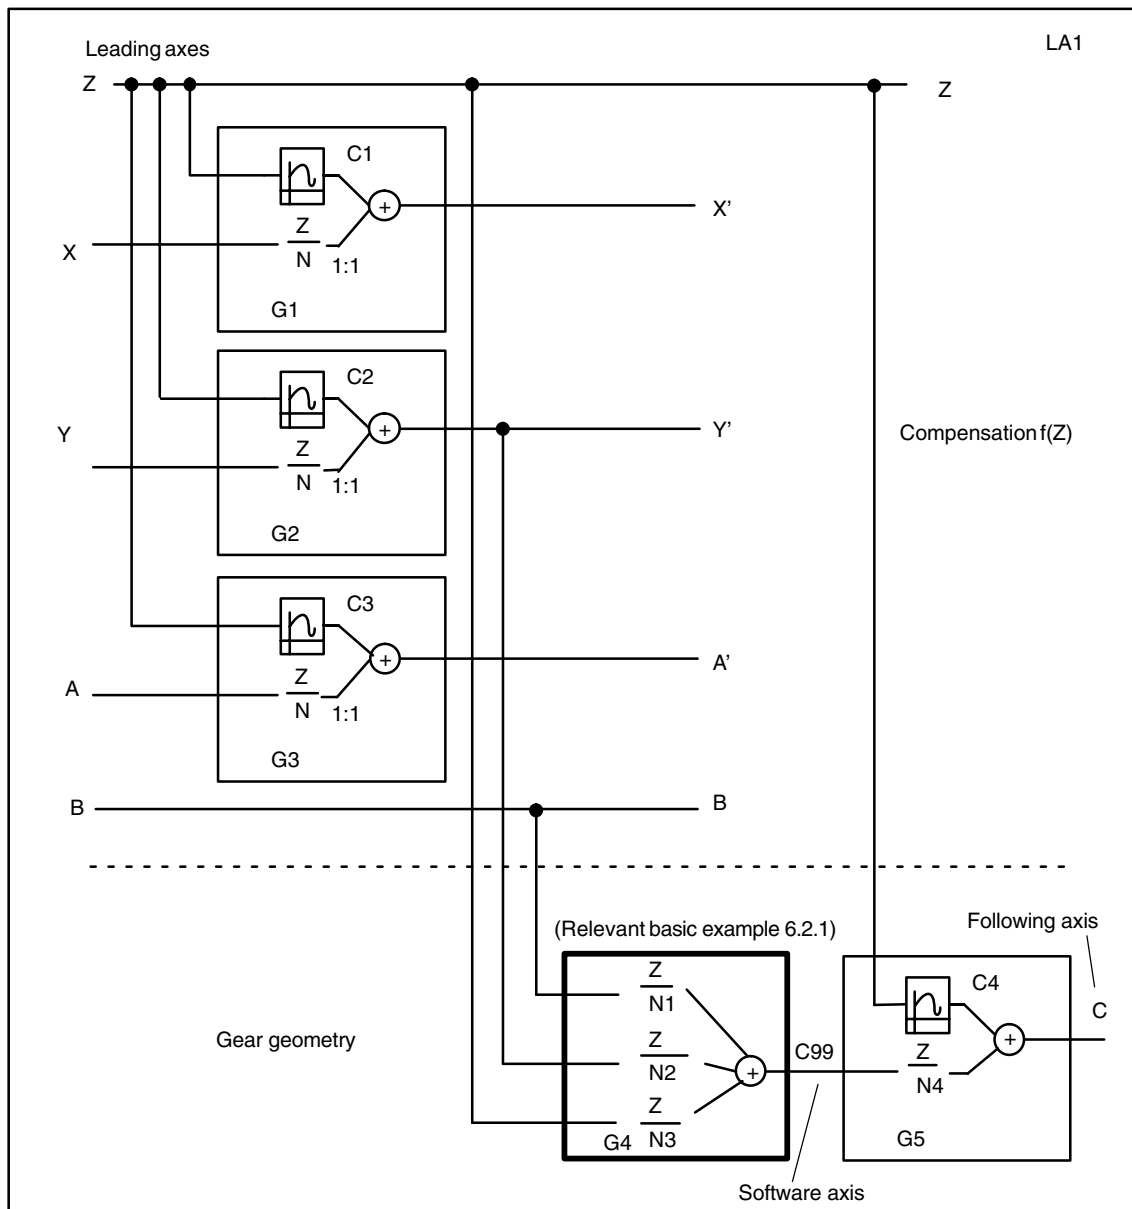 LA1
Leading axes
Z
Z
C1
X'
Z
N
1:1
X
G1
C2
Y
Y'
Compensation f(Z)
Z
N
1:1
G2
C3
A'
Z
N
1:1
A
G3
B
B
(Relevant basic example 6.2.1)
Following axis
Z
N1
C4
C
Gear geometry
Z
N2
C99
Z
N4
Z
N3
G4
G5
Software axis